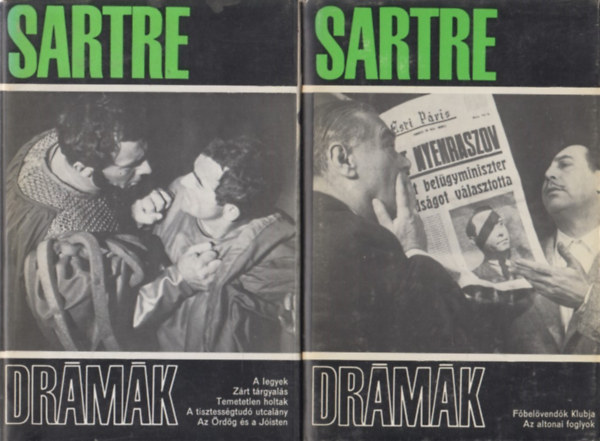 SARTRE
DRÁMÁK
A legyek
Zárt tárgyalás
Temetetlen holtak
A tisztességtudó utcalány
Az Ördög és a Jóisten
SARTRE
Esti Páris
NYEKRASZOV
t belügyminiszter
dságot választotta
DRÁMÁK
Főbelövendők Klubja
Az altonai foglyok